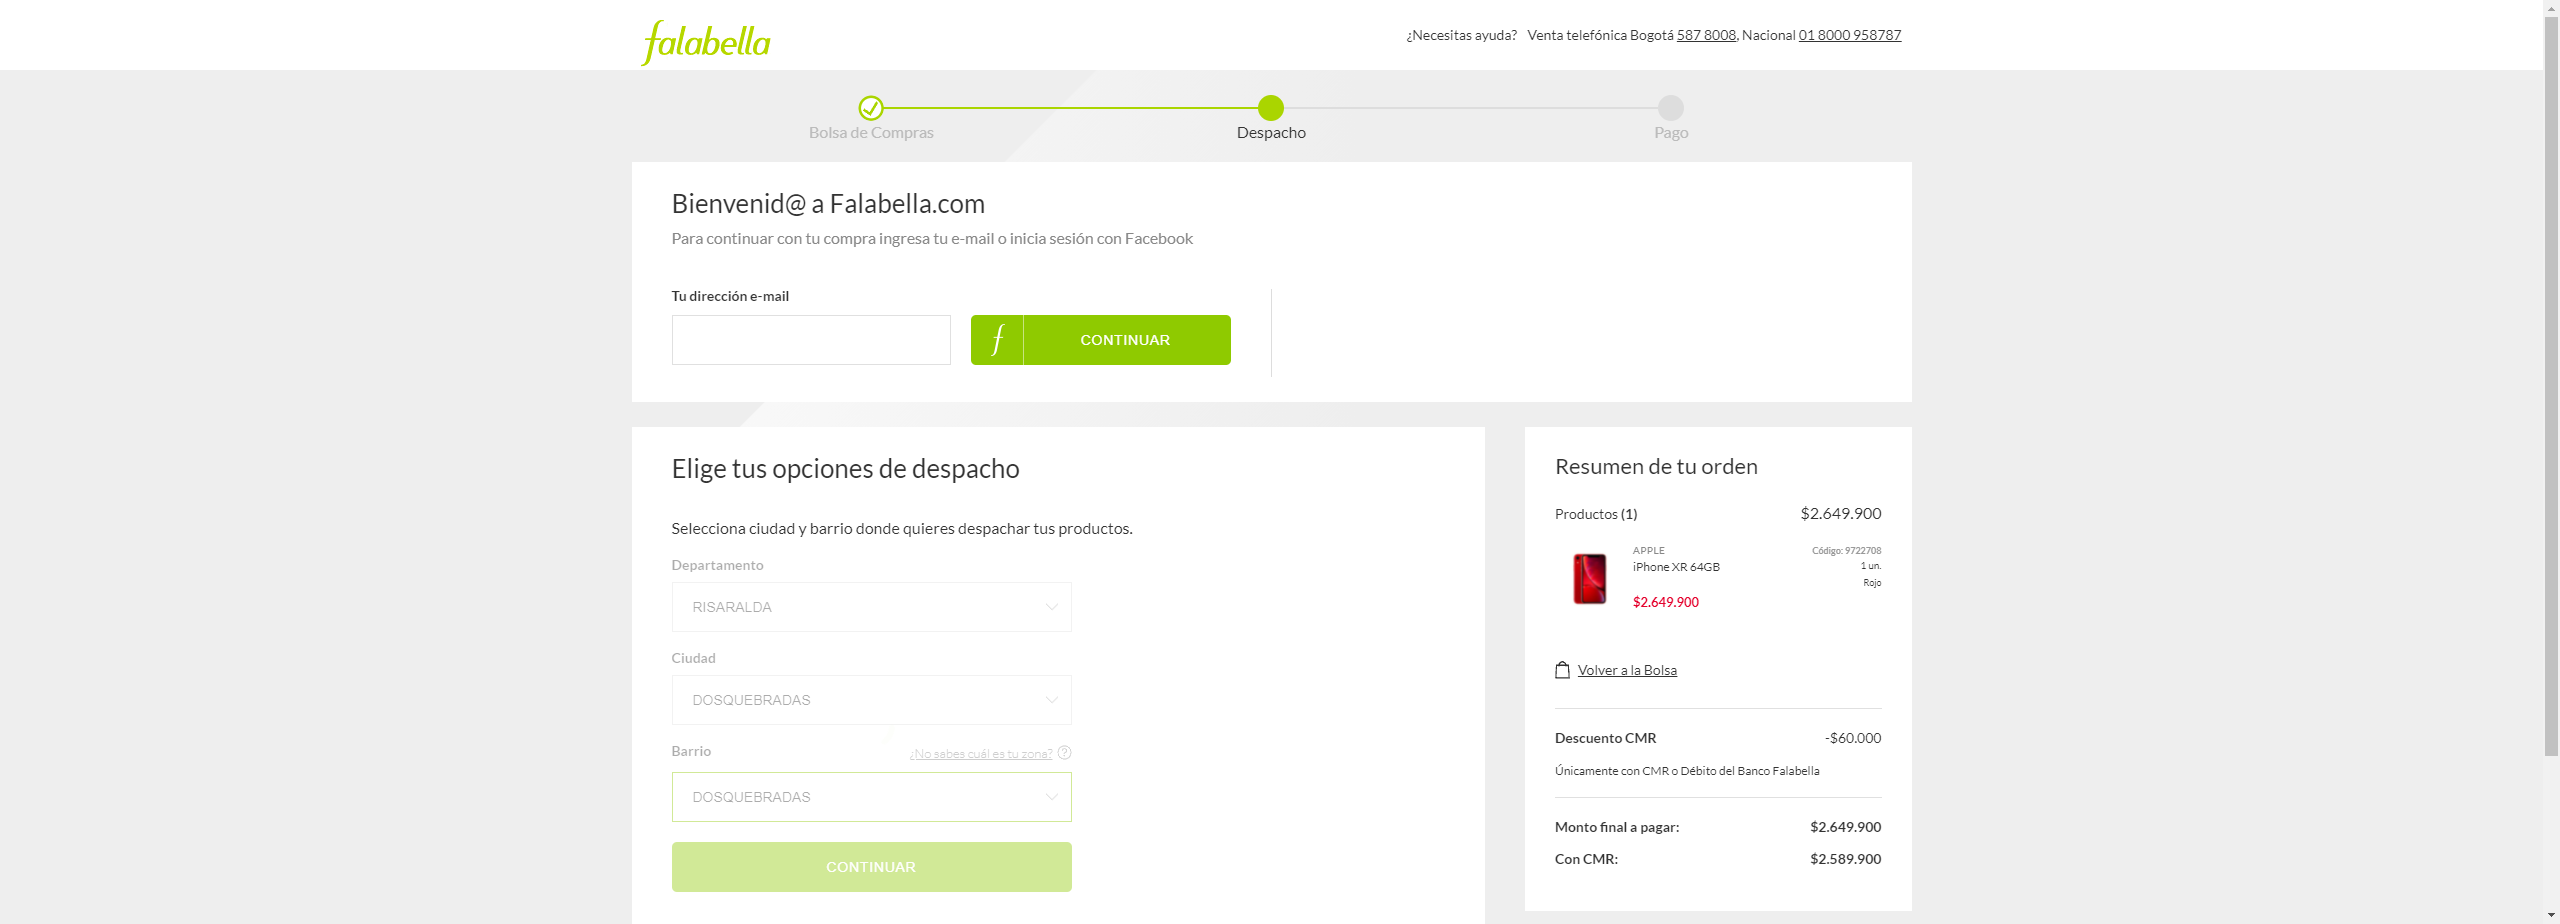 falabella
¿Necesitas ayuda? Venta telefónica Bogotá 587 8008, Nacional 01 8000 958787
Bolsa de Compras
Despacho
Pago
Bienvenid@ a Falabella.com
Para continuar con tu compra ingresa tu e-mail o inicia sesión con Facebook
Tu dirección e-mail
f CONTINUAR
Elige tus opciones de despacho
Selecciona ciudad y barrio donde quieres despachar tus productos.
Departamento
RISARALDA
Ciudad
DOSQUEBRADAS
Barrio ¿No sabes cuál es tu zona? ?
DOSQUEBRADAS
CONTINUAR
Resumen de tu orden
Productos (1) $2.649.900
APPLE Código: 9722708
iPhone XR 64GB 1 un.
Rojo
$2.649.900
Volver a la Bolsa
Descuento CMR -$60.000
Únicamente con CMR o Débito del Banco Falabella
Monto final a pagar: $2.649.900
Con CMR: $2.589.900